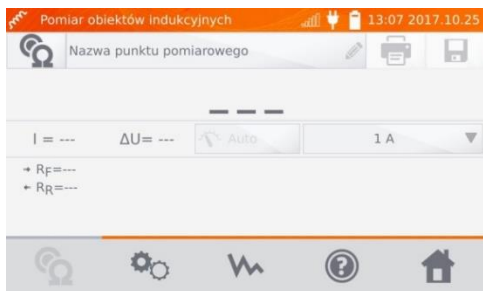 Pomiar obiektów indukcyjnych 13:07 2017.10.25
Nazwa punktu pomiarowego
---
I = --- ΔU= --- Auto 1 A
RF=---
RR=---